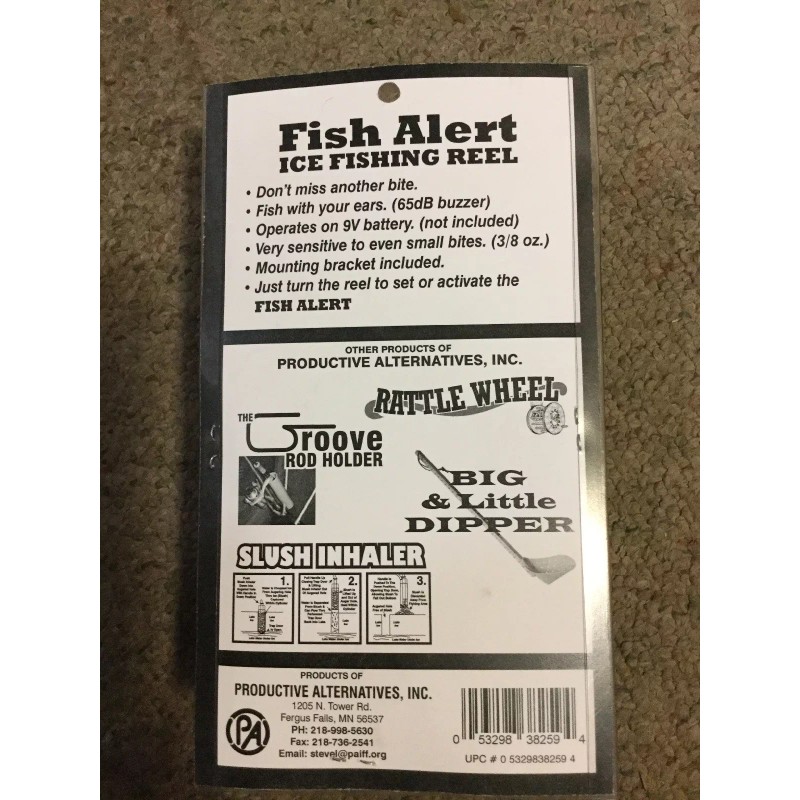 Fish Alert
ICE FISHING REEL
• Don't miss another bite.
• Fish with your ears. (65dB buzzer)
• Operates on 9V battery. (not included)
• Very sensitive to even small bites. (3/8 oz.)
• Mounting bracket included.
• Just turn the reel to set or activate the
FISH ALERT
OTHER PRODUCTS OF
PRODUCTIVE ALTERNATIVES, INC.
RATTLE WHEEL
THE
Groove
ROD HOLDER
BIG
& Little
DIPPER
SLUSH INHALER
1.
2.
3.
PRODUCTS OF
PRODUCTIVE ALTERNATIVES, INC.
1205 N. Tower Rd.
Fergus Falls, MN 56537
PH: 218-998-5630
Fax: 218-736-2541
Email: stevel@paiff.org
PA
0 53298 38259 4
UPC # 0 5329838259 4